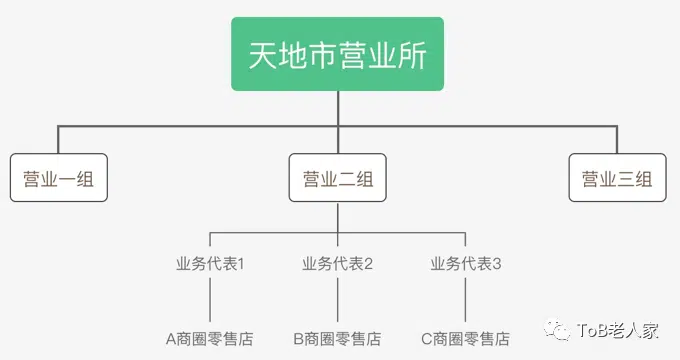 天地市营业所
营业一组
营业二组
营业三组
业务代表1
业务代表2
业务代表3
A商圈零售店
B商圈零售店
C商圈零售店
ToB老人家